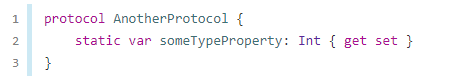 1 protocol AnotherProtocol {
2     static var someTypeProperty: Int { get set }
3 }